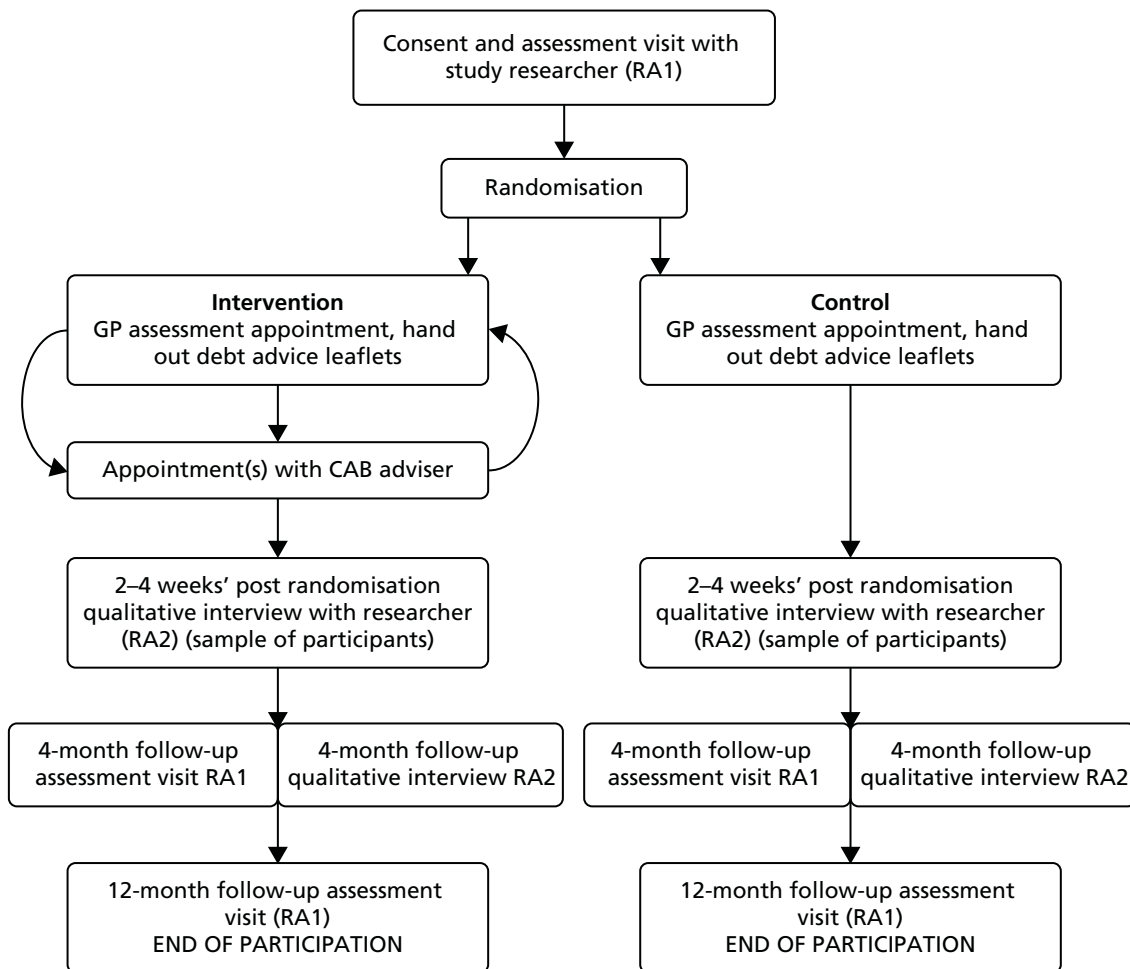 Consent and assessment visit with
study researcher (RA1)
Randomisation
Intervention
GP assessment appointment, hand
out debt advice leaflets
Control
GP assessment appointment, hand
out debt advice leaflets
Appointment(s) with CAB adviser
2–4 weeks’ post randomisation
qualitative interview with researcher
(RA2) (sample of participants)
2–4 weeks’ post randomisation
qualitative interview with researcher
(RA2) (sample of participants)
4-month follow-up
assessment visit RA1
4-month follow-up
qualitative interview RA2
4-month follow-up
assessment visit RA1
4-month follow-up
qualitative interview RA2
12-month follow-up assessment
visit (RA1)
END OF PARTICIPATION
12-month follow-up assessment
visit (RA1)
END OF PARTICIPATION